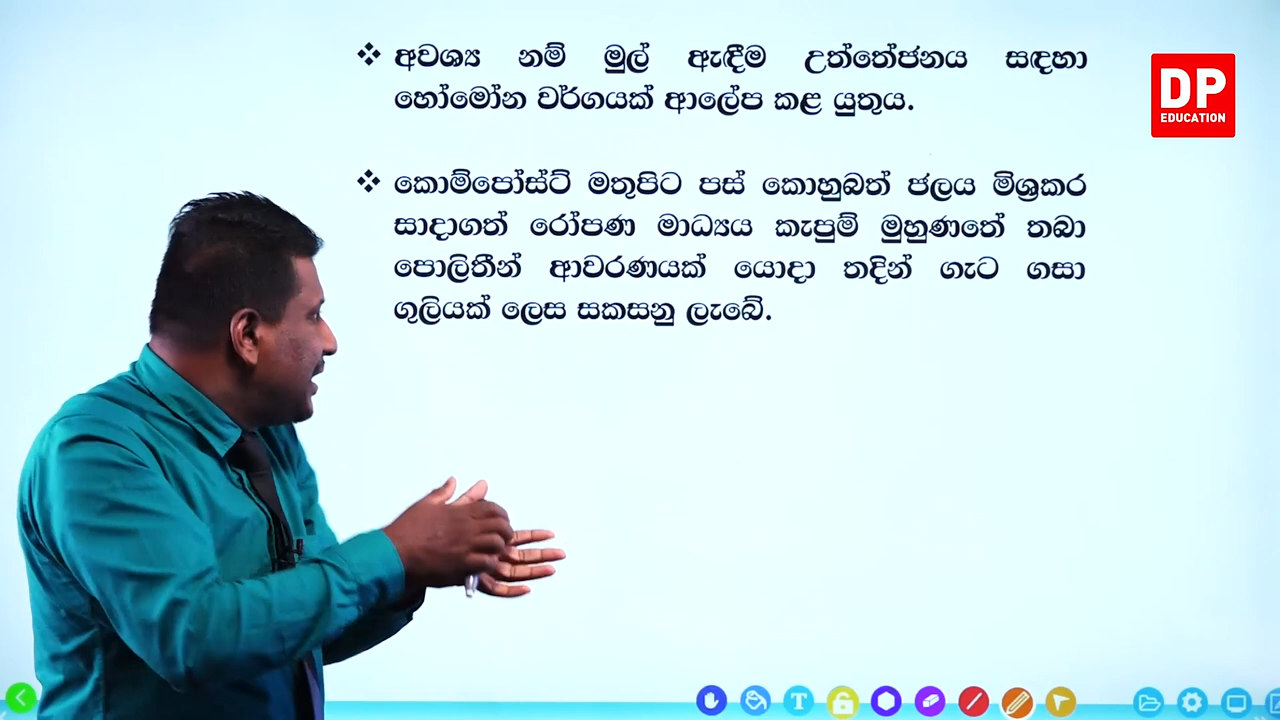 ❖ අවශ්‍ය නම් මුල් ඇඳීම උත්තේජනය සඳහා
හෝමෝන වර්ගයක් ආලේප කළ යුතුය.
❖ කොම්පෝස්ට් මතුපිට පස් කොහුබත් ජලය මිශ්‍රකර
සාදාගත් රෝපණ මාධ්‍යය කැපුම් මුහුණතේ තබා
පොලිතීන් ආවරණයක් යොදා තදින් ගැට ගසා
ගුලියක් ලෙස සකසනු ලැබේ.
DP
EDUCATION
T